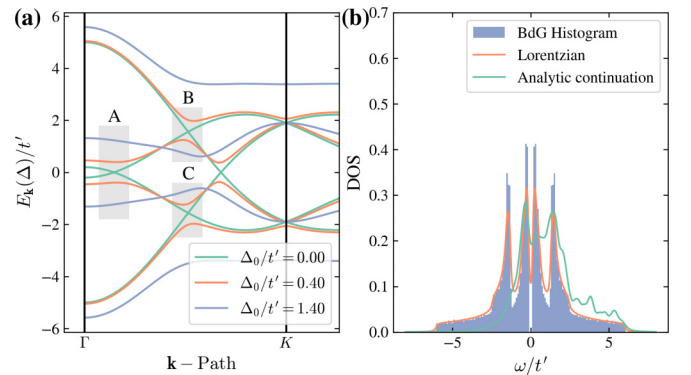 (a)
6
4
2
0
−2
−4
−6
E_k(Δ)/t′
A
B
C
Δ₀/t′ = 0.00
Δ₀/t′ = 0.40
Δ₀/t′ = 1.40
Γ
K
k − Path
(b)
0.7
0.6
0.5
0.4
0.3
0.2
0.1
0.0
DOS
BdG Histogram
Lorentzian
Analytic continuation
−5
0
5
ω/t′